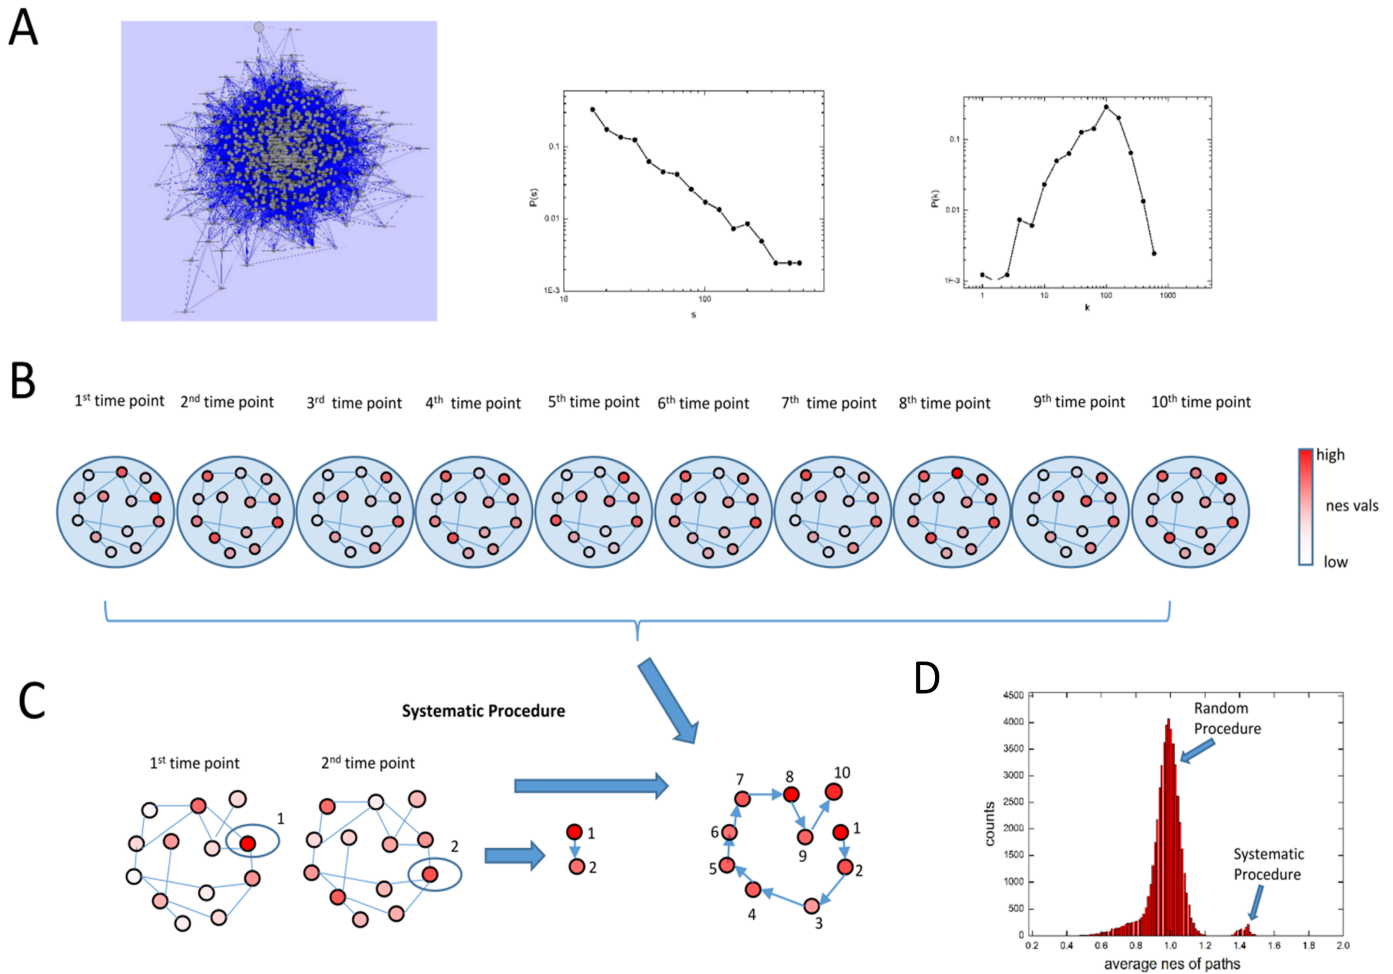 A
0.1
0.01
1E-3
P(s)
10
100
s
0.1
0.01
1E-3
P(k)
1
10
100
1000
k
B
1st time point
2nd time point
3rd time point
4th time point
5th time point
6th time point
7th time point
8th time point
9th time point
10th time point
high
nes vals
low
C
Systematic Procedure
1st time point
2nd time point
1
2
1
2
7
8
10
6
9
1
5
2
4
3
D
4500
4000
3500
3000
2500
2000
1500
1000
500
0
counts
Random
Procedure
Systematic
Procedure
0.2
0.4
0.6
0.8
1.0
1.2
1.4
1.6
1.8
2.0
average nes of paths